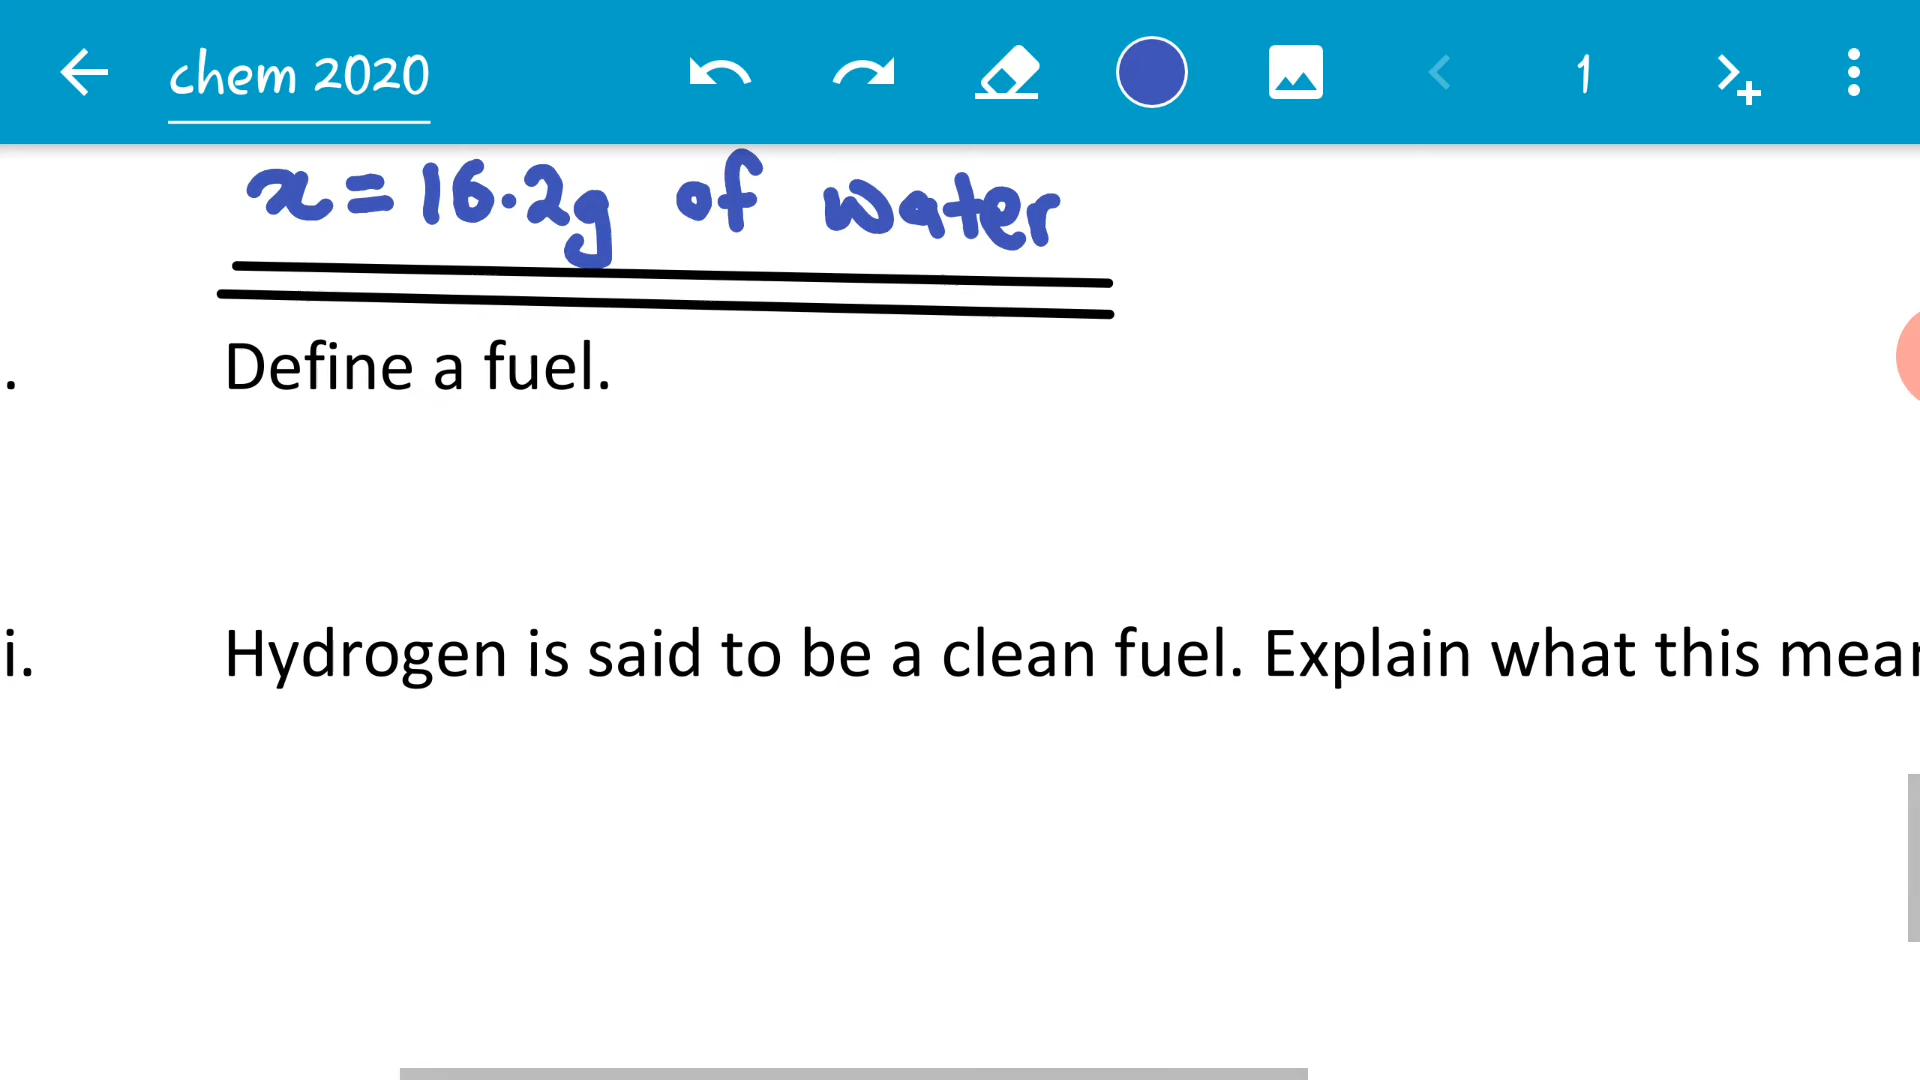 chem 2020
1
x=16.2g of water
. Define a fuel.
i. Hydrogen is said to be a clean fuel. Explain what this mean